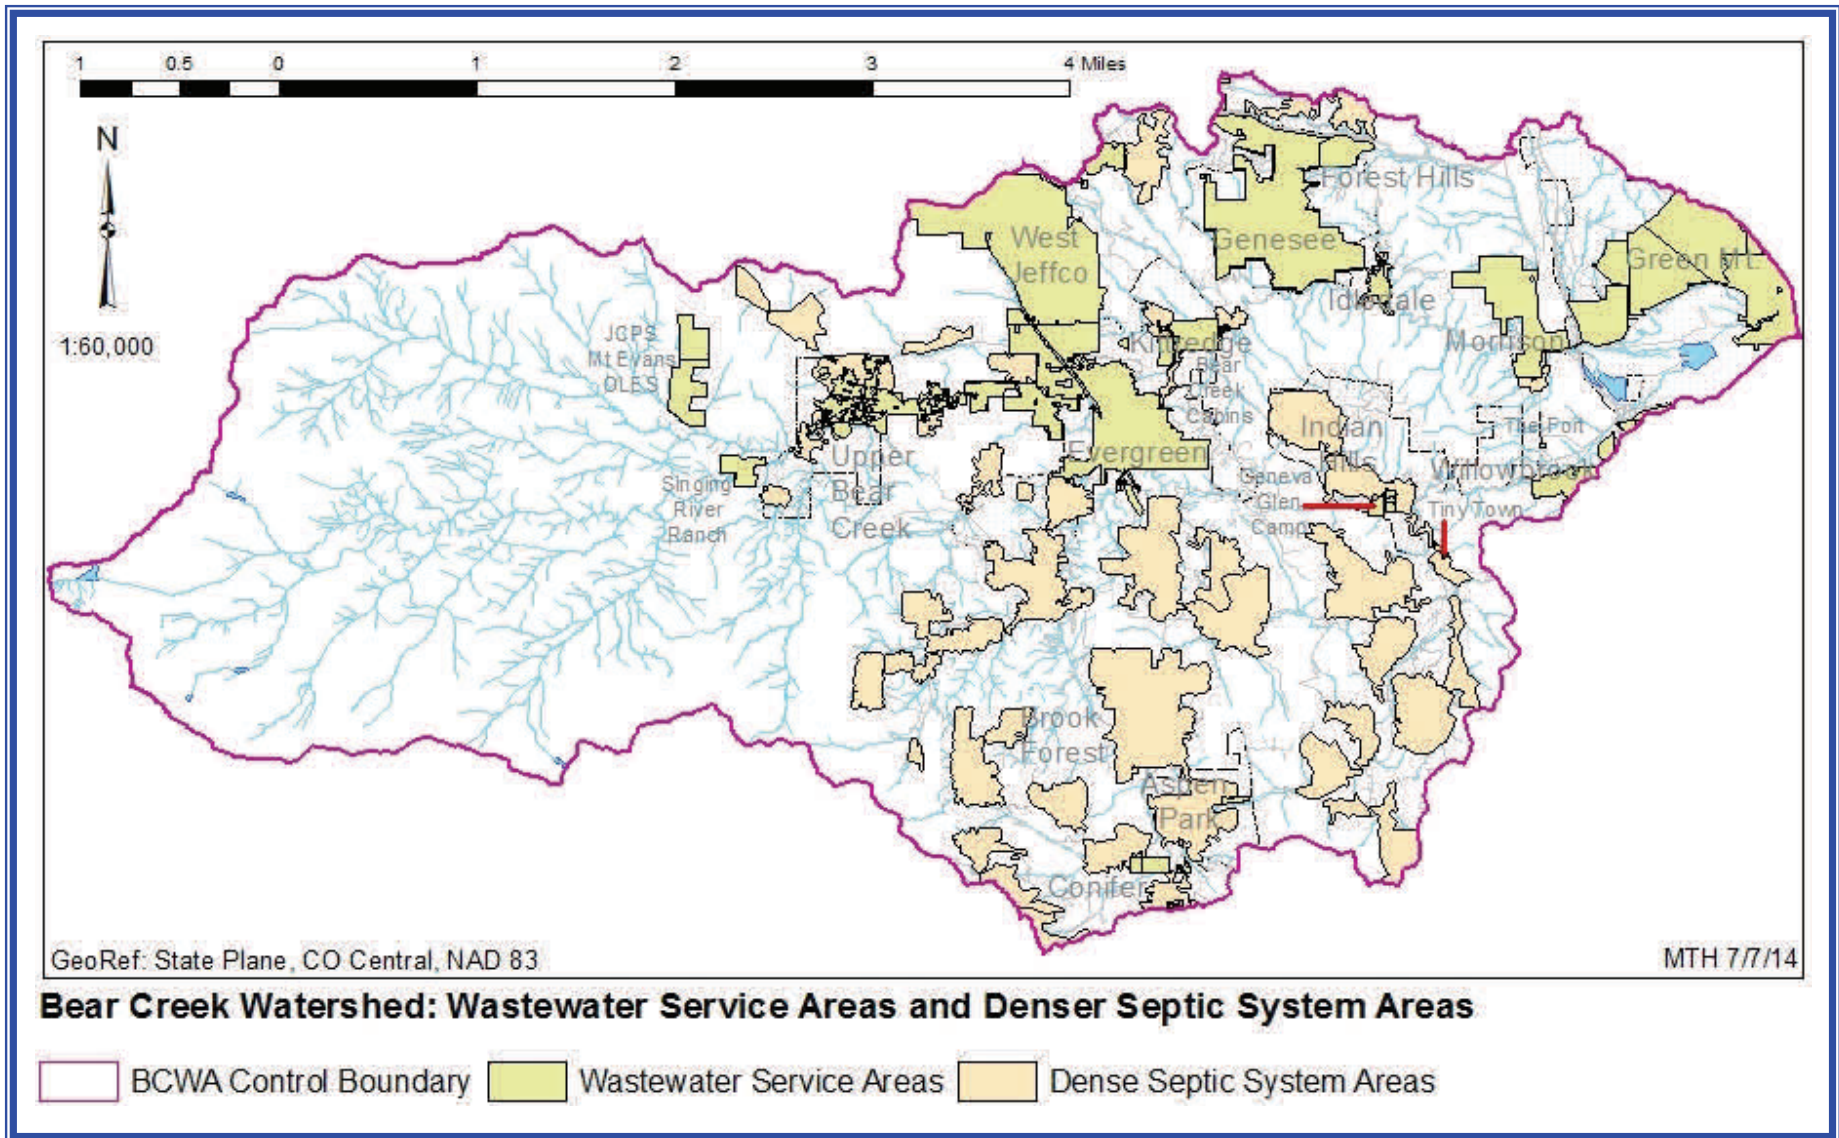 1 0.5 0 1 2 3 4 Miles
N
1:60,000
Forest Hills
West
Jeffco
Genesee
Green Mt.
Idledale
JCPS
Mt Evans
OLES
Kittredge
Morrison
Bear
Creek
Cabins
Indian
Hills
The Fort
Evergreen
Upper
Bear
Creek
Willowbrook
Singing
River
Ranch
Geneva
Glen
Camp
Tiny Town
Brook
Forest
Aspen
Park
Conifer
GeoRef: State Plane, CO Central, NAD 83
MTH 7/7/14
Bear Creek Watershed: Wastewater Service Areas and Denser Septic System Areas
BCWA Control Boundary
Wastewater Service Areas
Dense Septic System Areas